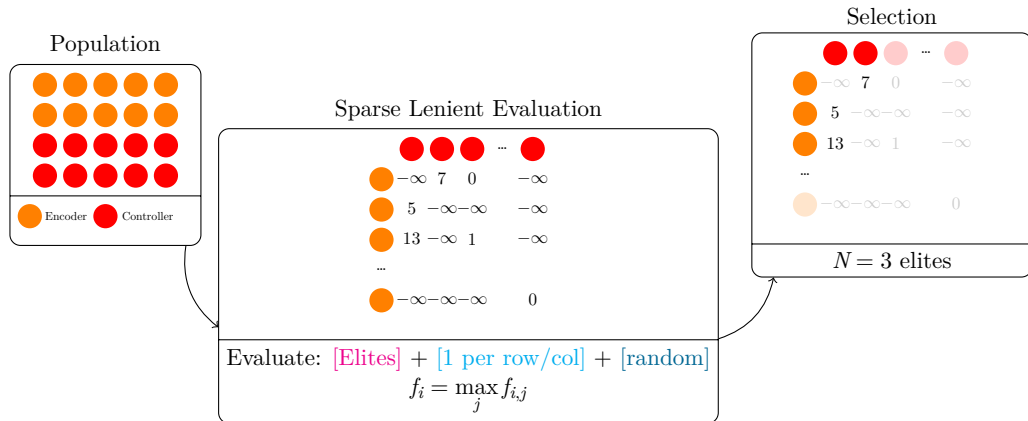 Population
Encoder
Controller
Sparse Lenient Evaluation
...
−∞ 7 0 −∞
5 −∞ −∞ −∞
13 −∞ 1 −∞
...
−∞ −∞ −∞ 0
Evaluate: [Elites] + [1 per row/col] + [random]
f_i = max_j f_{i,j}
Selection
...
−∞ 7 0 −∞
5 −∞ −∞ −∞
13 −∞ 1 −∞
...
−∞ −∞ −∞ 0
N = 3 elites